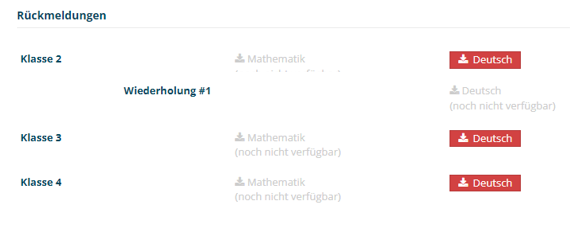 Rückmeldungen
Klasse 2 Mathematik Deutsch
Wiederholung #1 Deutsch
(noch nicht verfügbar)
Klasse 3 Mathematik Deutsch
(noch nicht verfügbar)
Klasse 4 Mathematik Deutsch
(noch nicht verfügbar)